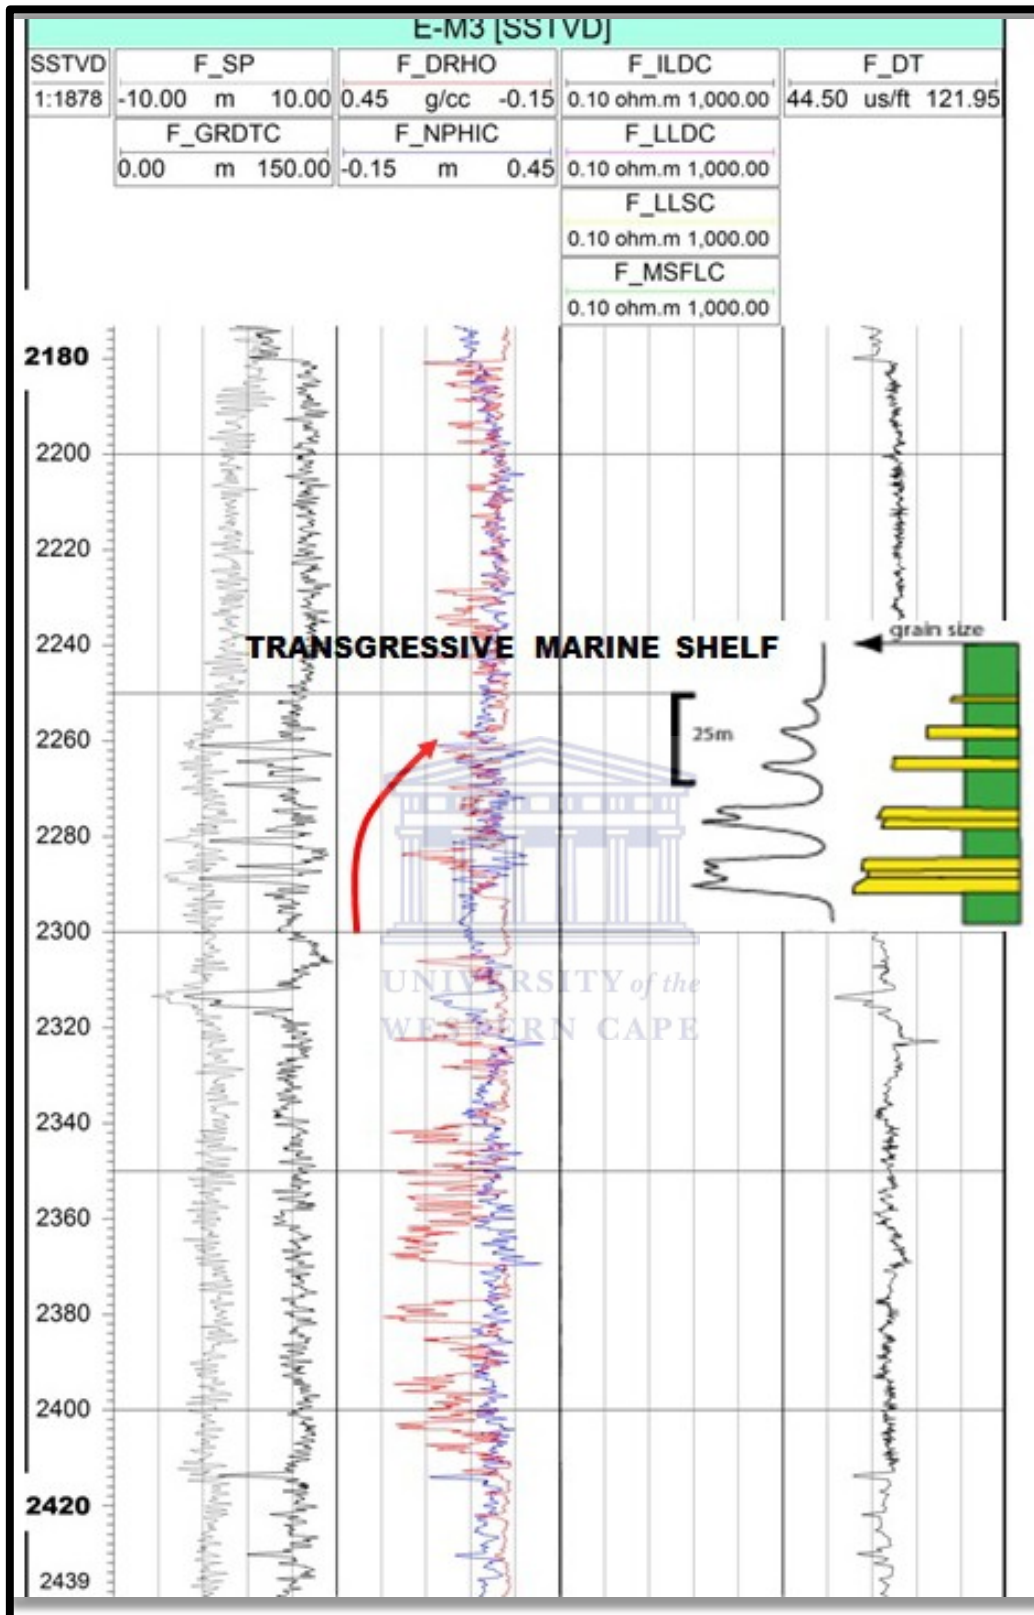 E-M3 [SSTVD]
SSTVD F_SP F_DRHO F_ILDC F_DT
1:1878 -10.00 m 10.00 0.45 g/cc -0.15 0.10 ohm.m 1,000.00 44.50 us/ft 121.95
F_GRDTC F_NPHIC F_LLDC
0.00 m 150.00 -0.15 m 0.45 0.10 ohm.m 1,000.00
F_LLSC
0.10 ohm.m 1,000.00
F_MSFLC
0.10 ohm.m 1,000.00
2180
2200
2220
grain size
2240
TRANSGRESSIVE MARINE SHELF
25m
2260
2280
2300
UNIVERSITY of the
WESTERN CAPE
2320
2340
2360
2380
2400
2420
2439